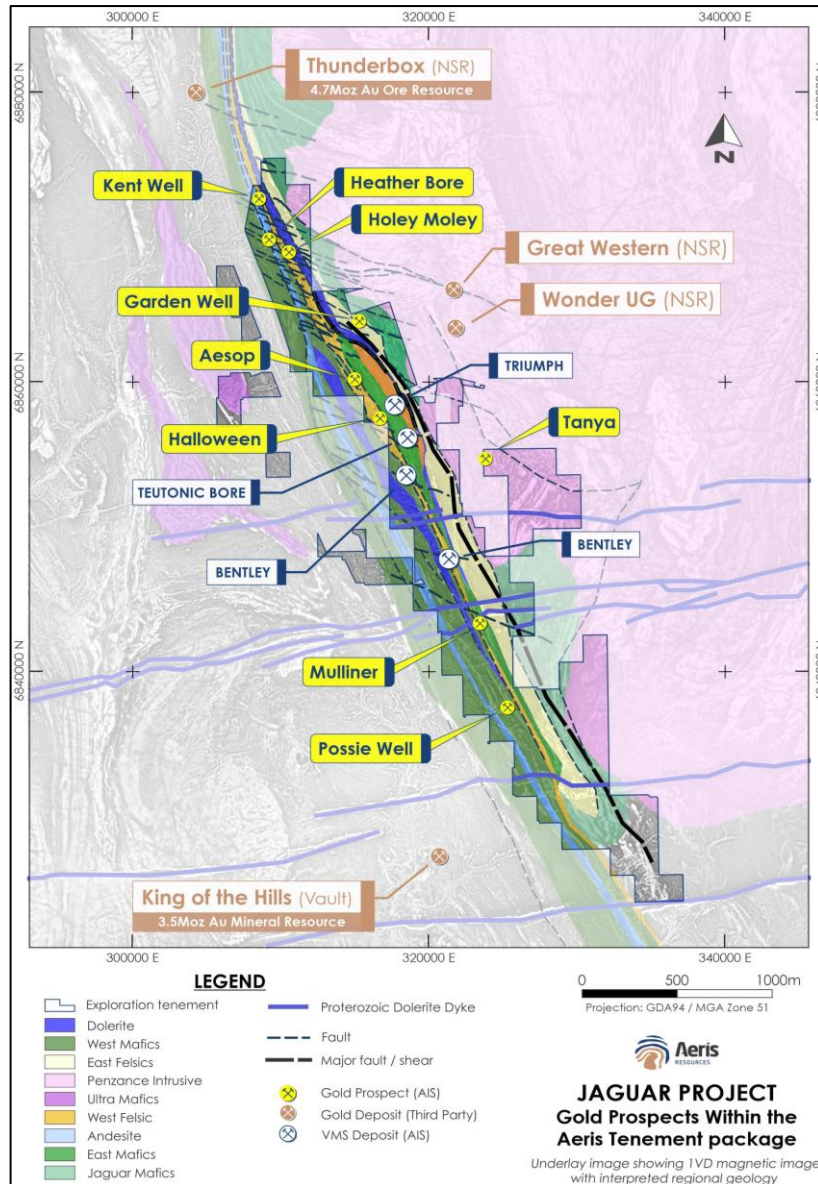 300000 E
320000 E
340000 E
6880000 N
6860000 N
6840000 N
N
Thunderbox (NSR)
4.7Moz Au Ore Resource
Kent Well
Heather Bore
Holey Moley
Great Western (NSR)
Wonder UG (NSR)
Garden Well
Aesop
TRIUMPH
Tanya
Halloween
TEUTONIC BORE
BENTLEY
BENTLEY
Mulliner
Possie Well
King of the Hills (Vault)
3.5Moz Au Mineral Resource
300000 E
320000 E
340000 E
LEGEND
Exploration tenement
Dolerite
West Mafics
East Felsics
Penzance Intrusive
Ultra Mafics
West Felsic
Andesite
East Mafics
Jaguar Mafics
Proterozoic Dolerite Dyke
Fault
Major fault / shear
Gold Prospect (AIS)
Gold Deposit (Third Party)
VMS Deposit (AIS)
0 500 1000m
Projection: GDA94 / MGA Zone 51
Aeris
RESOURCES
JAGUAR PROJECT
Gold Prospects Within the
Aeris Tenement package
Underlay image showing 1VD magnetic image
with interpreted regional geology